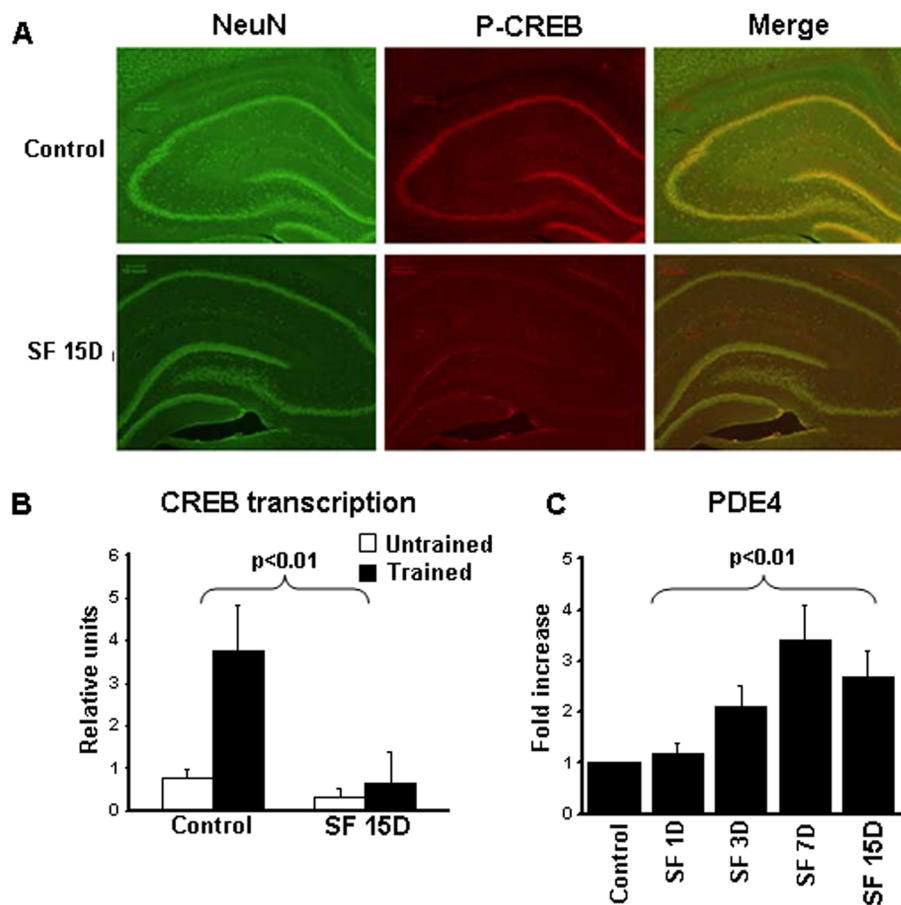 A
NeuN P-CREB Merge
Control
SF 15D
B CREB transcription
Untrained
Trained
p<0.01
Relative units
6
5
4
3
2
1
0
Control SF 15D
C PDE4
p<0.01
Fold increase
5
4
3
2
1
0
Control
SF 1D
SF 3D
SF 7D
SF 15D